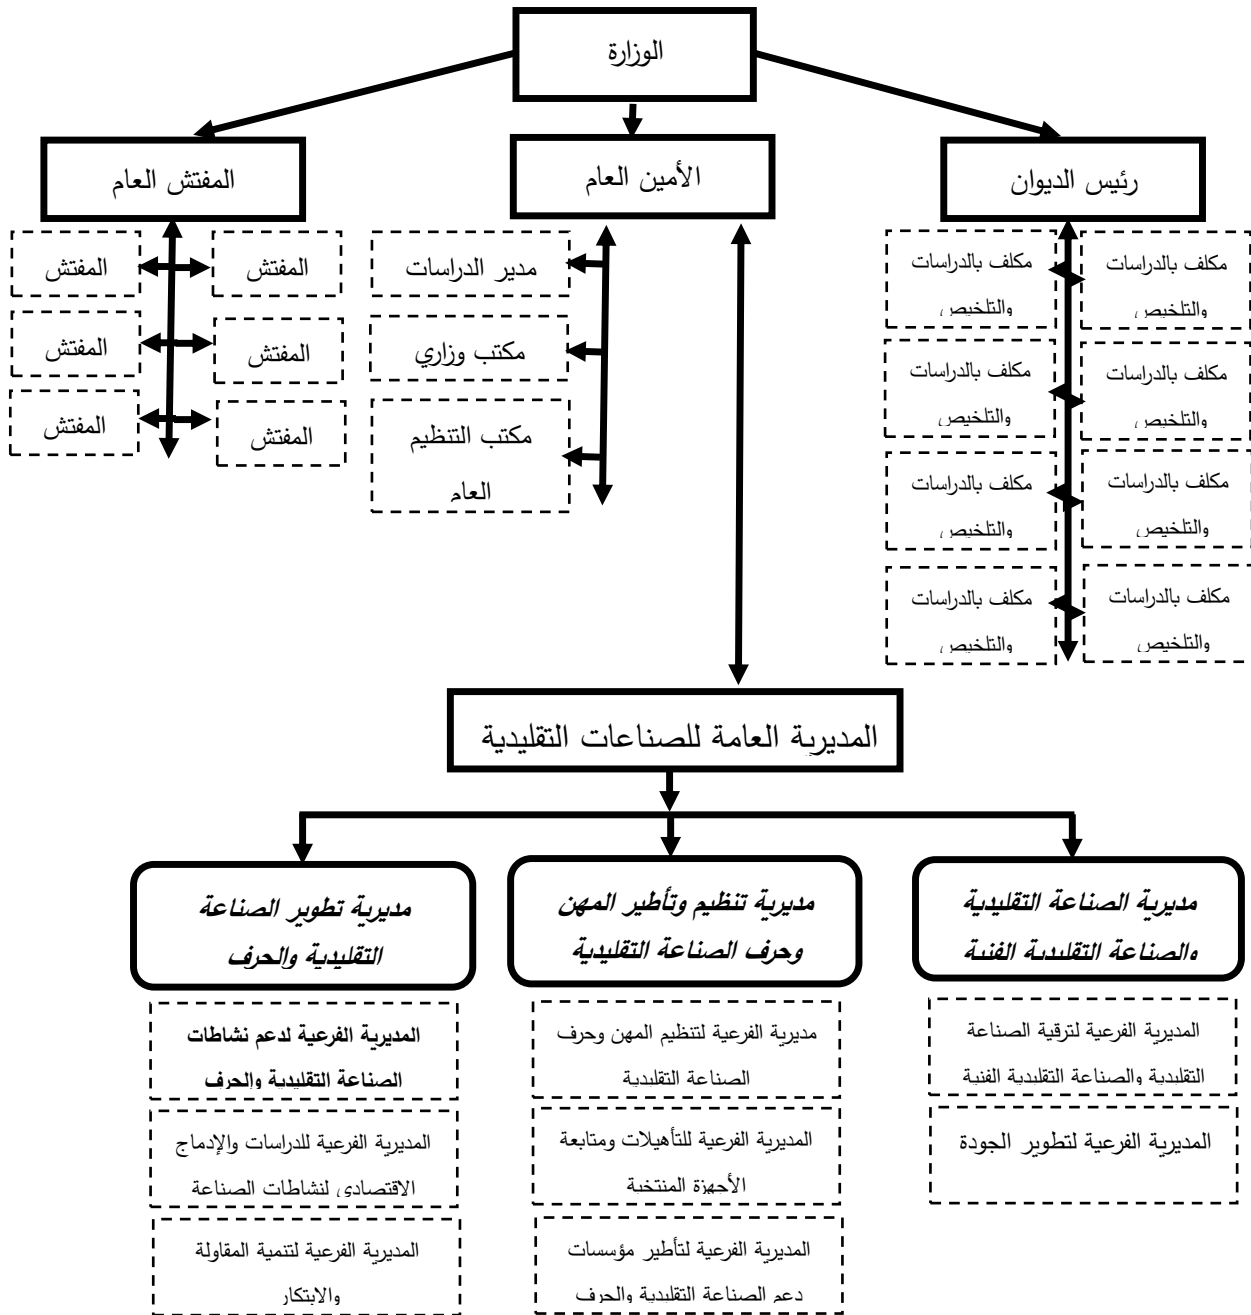 الوزارة
رئيس الديوان
الأمين العام
المفتش العام
مكلف بالدراسات
والتلخيص
مكلف بالدراسات
والتلخيص
مكلف بالدراسات
والتلخيص
مكلف بالدراسات
والتلخيص
مكلف بالدراسات
والتلخيص
مكلف بالدراسات
والتلخيص
مكلف بالدراسات
والتلخيص
مكلف بالدراسات
والتلخيص
مدير الدراسات
مكتب وزاري
مكتب التنظيم
العام
المفتش
المفتش
المفتش
المفتش
المفتش
المفتش
المديرية العامة للصناعات التقليدية
مديرية الصناعة التقليدية
والصناعة التقليدية الفنية
المديرية الفرعية لترقية الصناعة
التقليدية والصناعة التقليدية الفنية
المديرية الفرعية لتطوير الجودة
مديرية تنظيم وتأطير المهن
وحرف الصناعة التقليدية
مديرية الفرعية لتنظيم المهن وحرف
الصناعة التقليدية
المديرية الفرعية للتأهيلات ومتابعة
الأجهزة المنتخبة
المديرية الفرعية لتأطير مؤسسات
دعم الصناعة التقليدية والحرف
مديرية تطوير الصناعة
التقليدية والحرف
المديرية الفرعية لدعم نشاطات
الصناعة التقليدية والحرف
المديرية الفرعية للدراسات والإدماج
الاقتصادي لنشاطات الصناعة
المديرية الفرعية لتنمية المقاولة
والابتكار